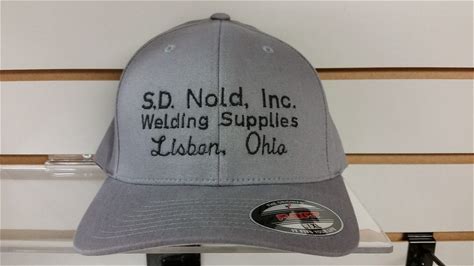 S.D. Nold, Inc.
Welding Supplies
Lisbon, Ohio